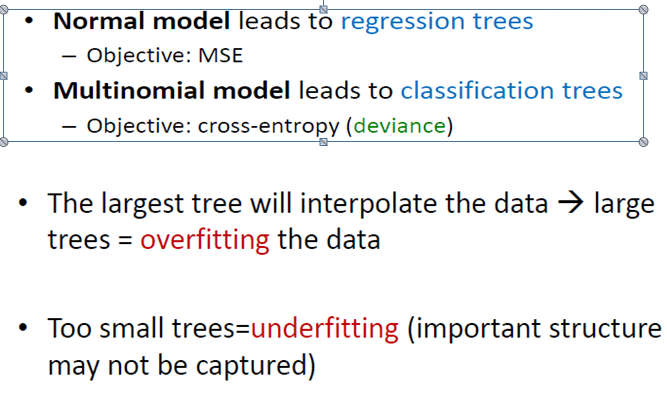 • Normal model leads to regression trees
– Objective: MSE
• Multinomial model leads to classification trees
– Objective: cross-entropy (deviance)
• The largest tree will interpolate the data → large
trees = overfitting the data
• Too small trees=underfitting (important structure
may not be captured)